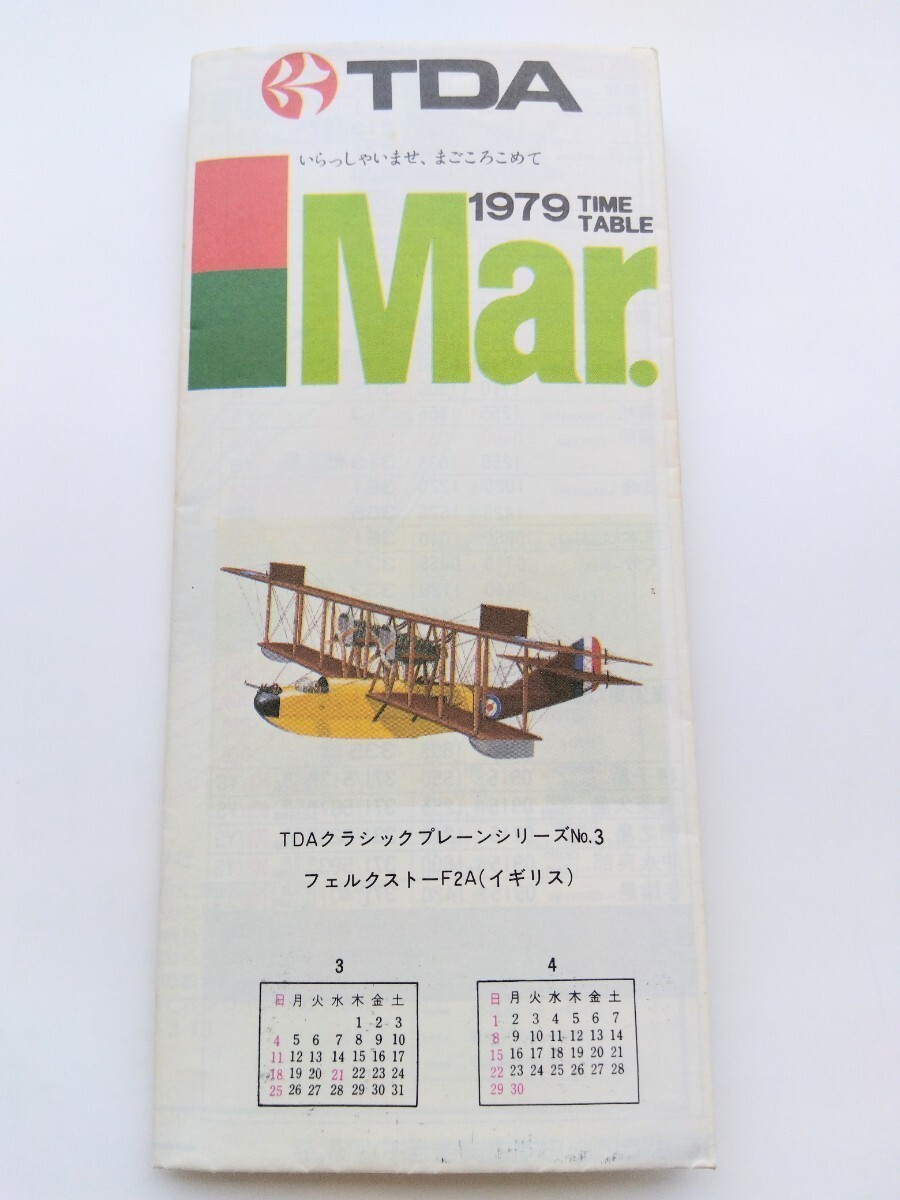 TDA
いらっしゃいませ、まごころこめて
1979 TIME TABLE
Mar.
TDAクラシックプレーンシリーズNo.3
フェルクストーF2A(イギリス)
3
日 月 火 水 木 金 土
1 2 3
4 5 6 7 8 9 10
11 12 13 14 15 16 17
18 19 20 21 22 23 24
25 26 27 28 29 30 31
4
日 月 火 水 木 金 土
1 2 3 4 5 6 7
8 9 10 11 12 13 14
15 16 17 18 19 20 21
22 23 24 25 26 27 28
29 30